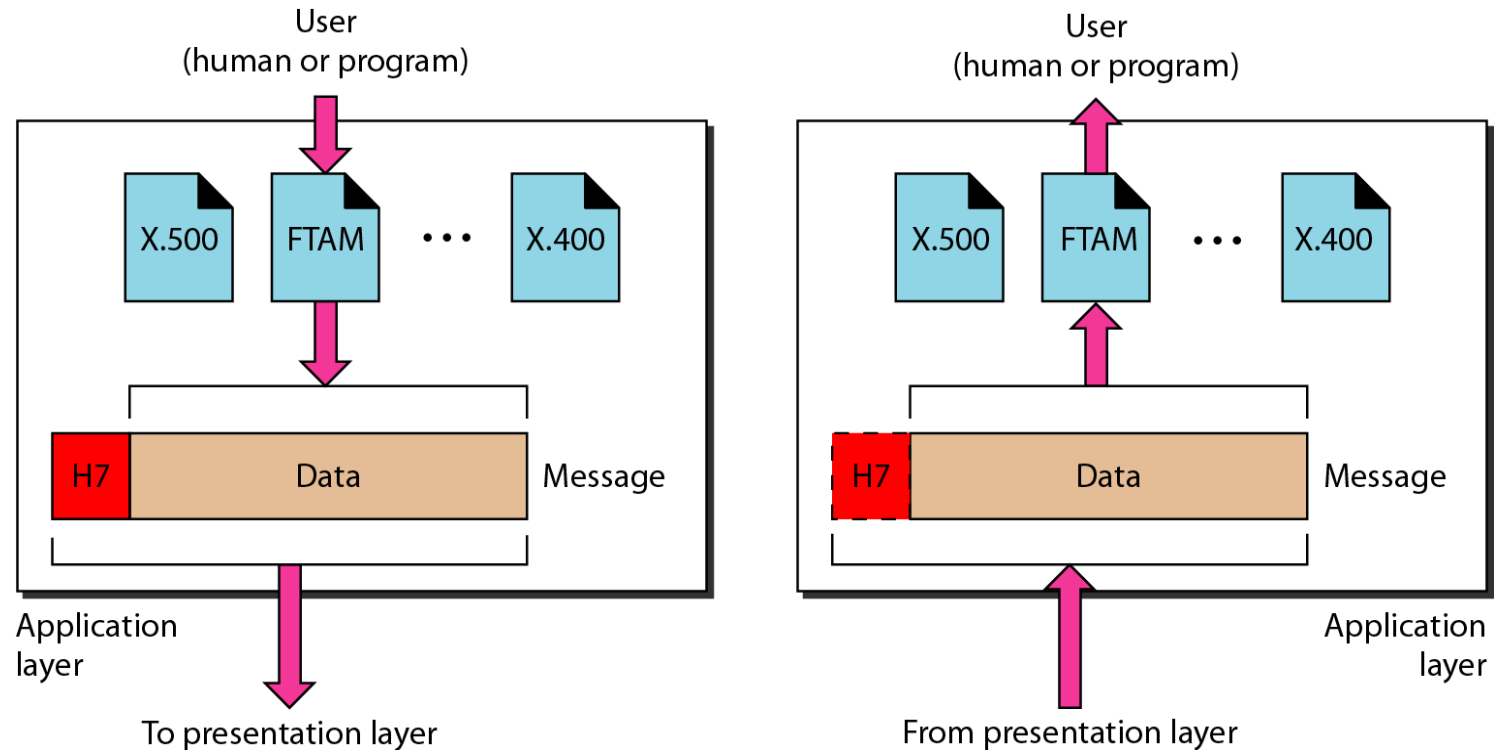 User
(human or program)
X.500
FTAM
...
X.400
H7
Data
Message
Application
layer
To presentation layer
User
(human or program)
X.500
FTAM
...
X.400
H7
Data
Message
Application
layer
From presentation layer